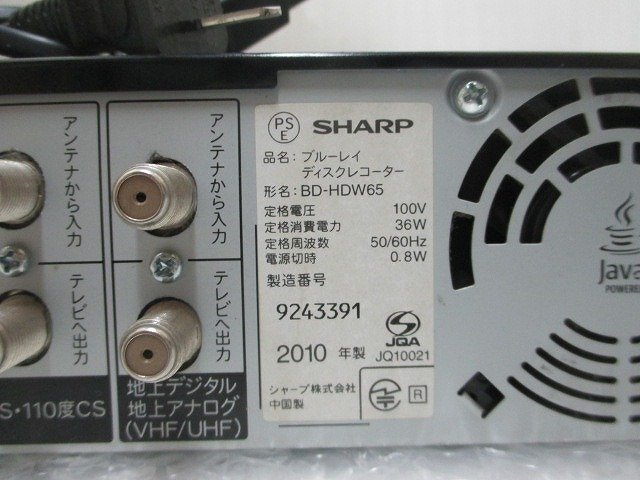 アンテナから入力
テレビへ出力
S・110度CS
アンテナから入力
テレビへ出力
地上デジタル
地上アナログ
(VHF/UHF)
PS
E
SHARP
品名: ブルーレイ
ディスクレコーター
形名: BD-HDW65
定格電圧 100V
定格消費電力 36W
定格周波数 50/60Hz
電源切時 0.8W
製造番号
9243391
2010 年製
JQA
JQ10021
シャープ株式会社
中国製
R
Java
POWERE